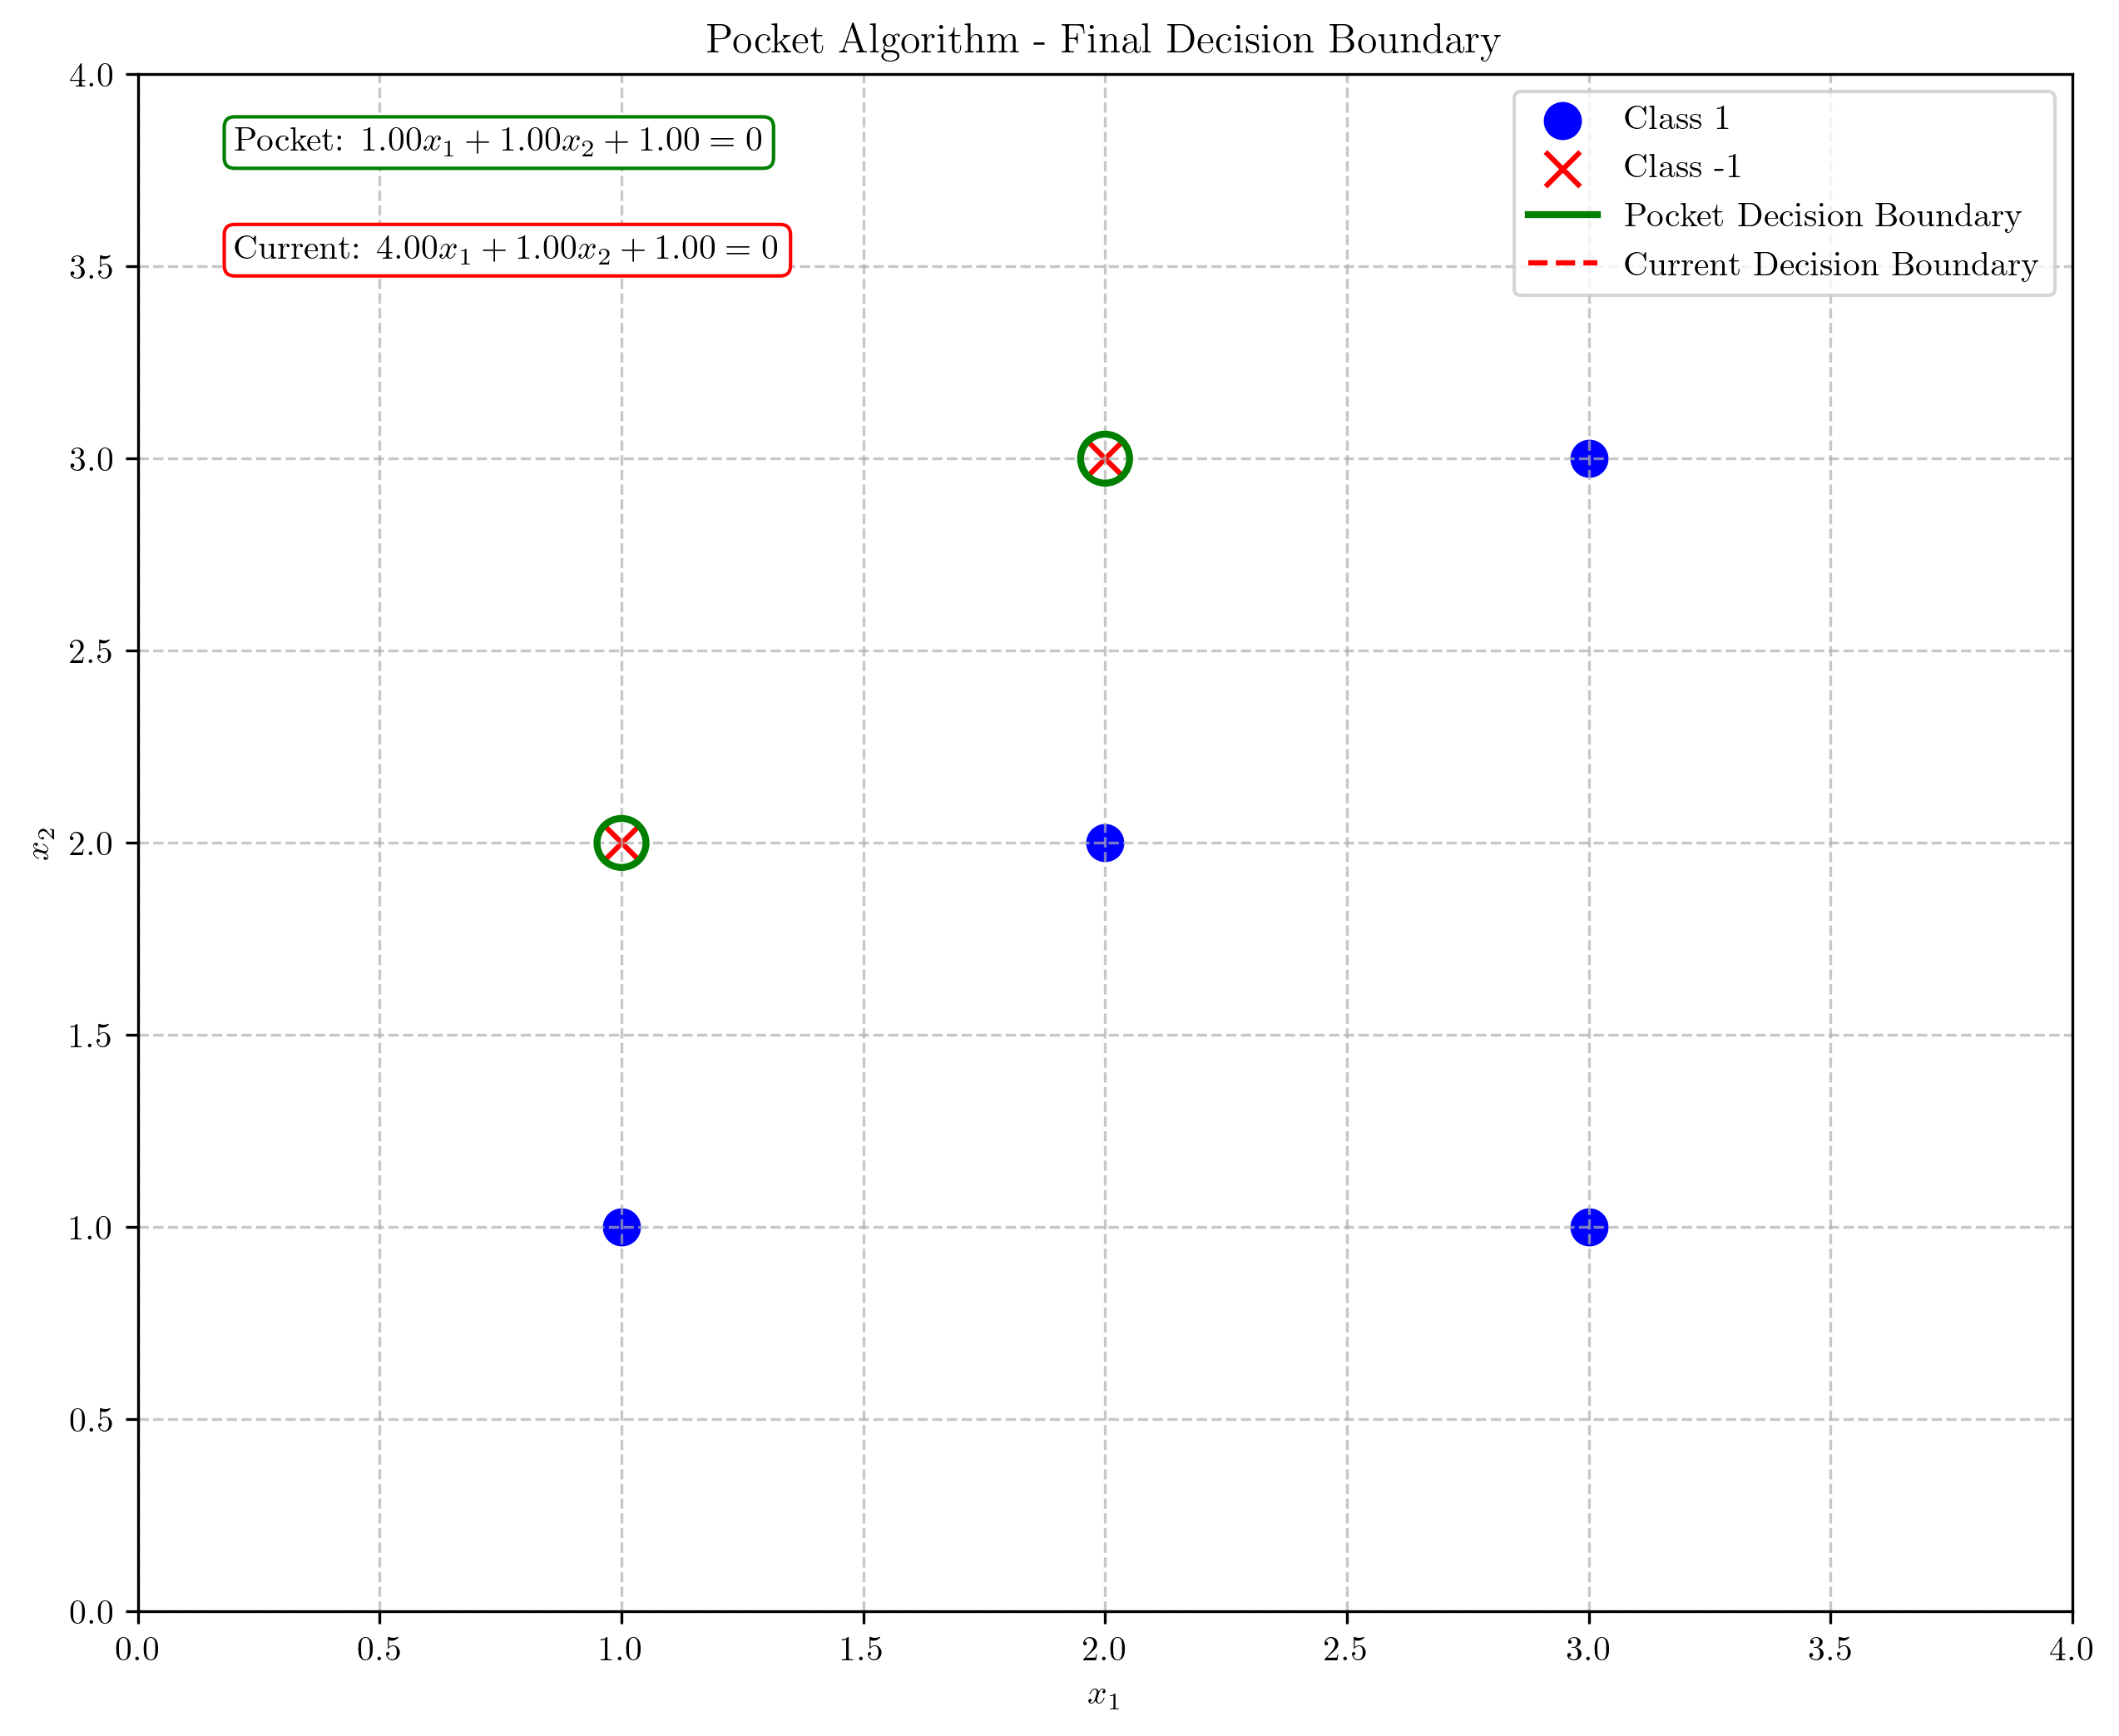 Pocket Algorithm - Final Decision Boundary
Pocket: 1.00x₁ + 1.00x₂ + 1.00 = 0
Current: 4.00x₁ + 1.00x₂ + 1.00 = 0
Class 1
Class -1
Pocket Decision Boundary
Current Decision Boundary
4.0
3.5
3.0
2.5
2.0
1.5
1.0
0.5
0.0
x₂
0.0 0.5 1.0 1.5 2.0 2.5 3.0 3.5 4.0
x₁